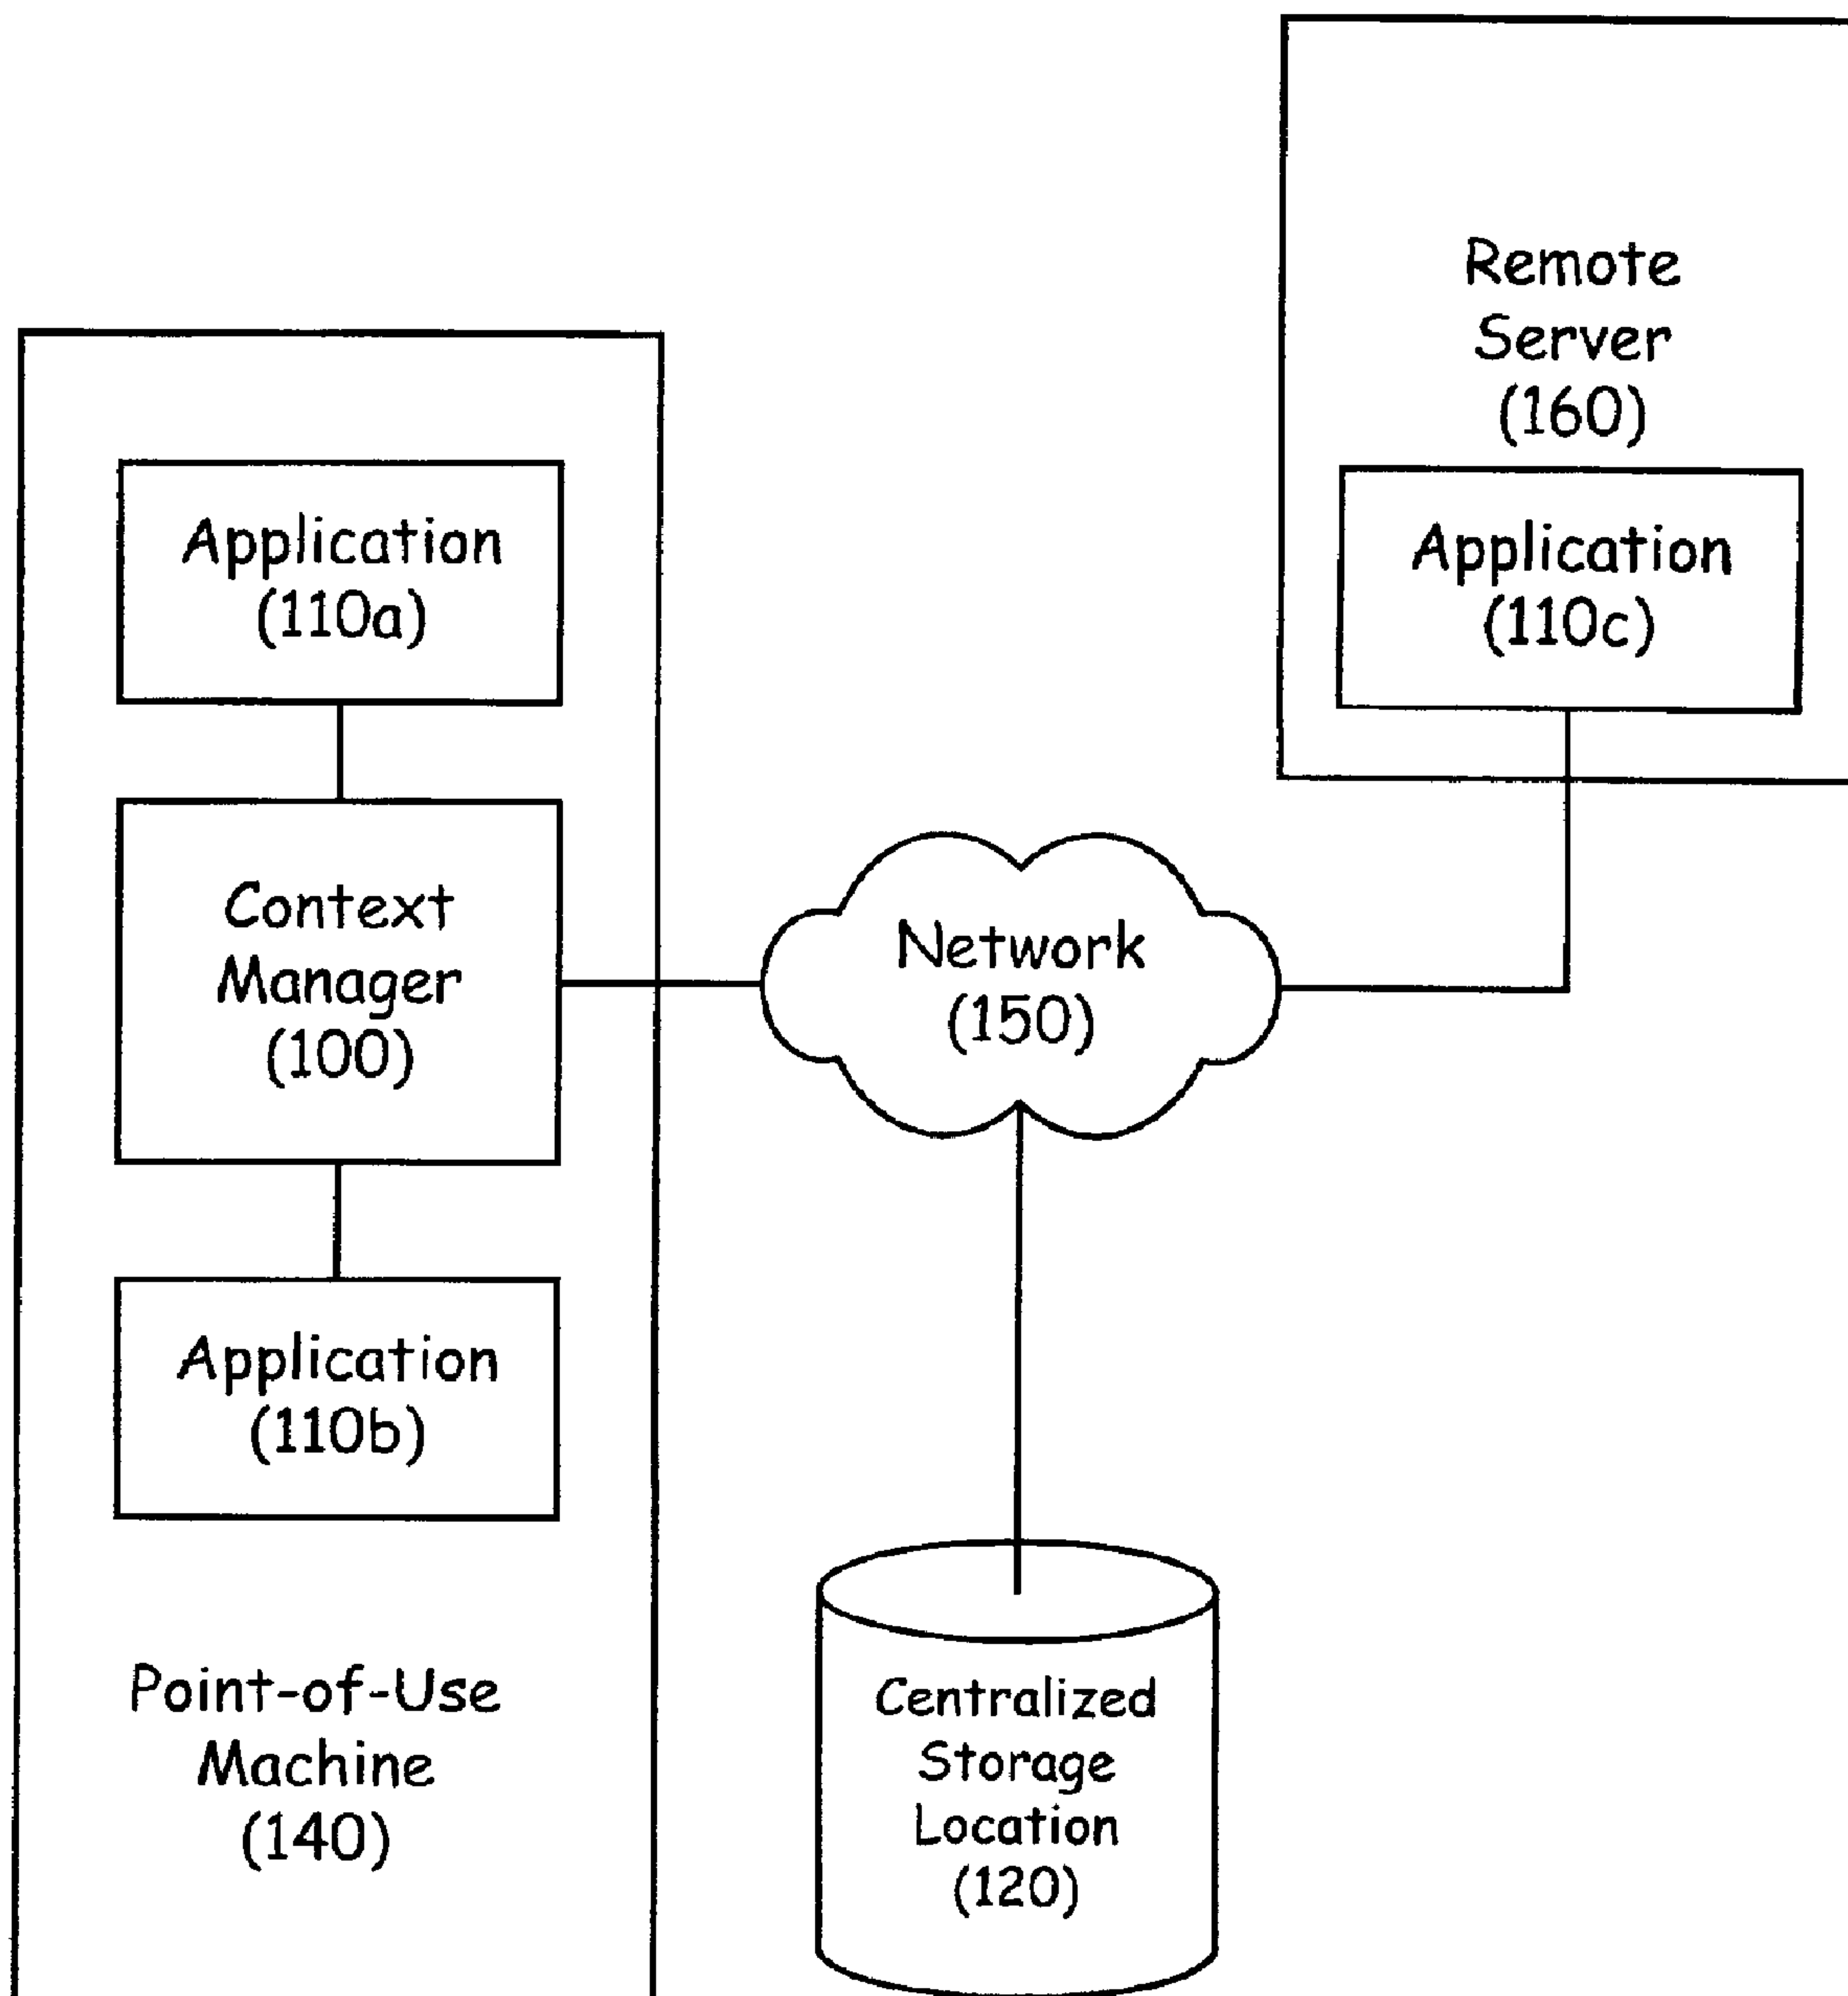 Remote
Server
(160)
Application
(110a)
Application
(110c)
Context
Manager
(100)
Network
(150)
Application
(110b)
Point-of-Use
Machine
(140)
Centralized
Storage
Location
(120)